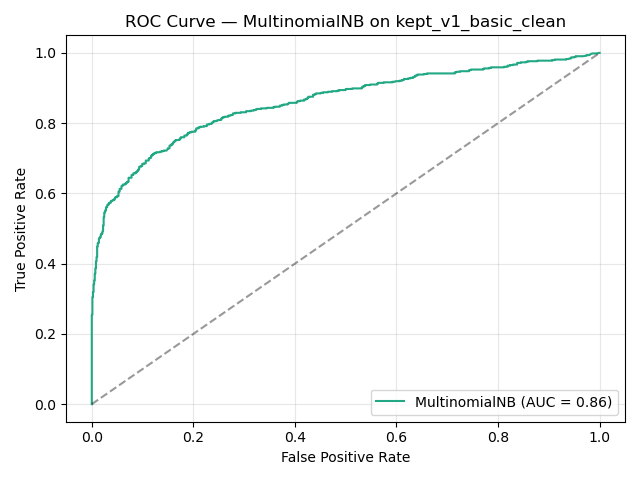 ROC Curve — MultinomialNB on kept_v1_basic_clean
True Positive Rate
1.0
0.8
0.6
0.4
0.2
0.0
MultinomialNB (AUC = 0.86)
0.0 0.2 0.4 0.6 0.8 1.0
False Positive Rate